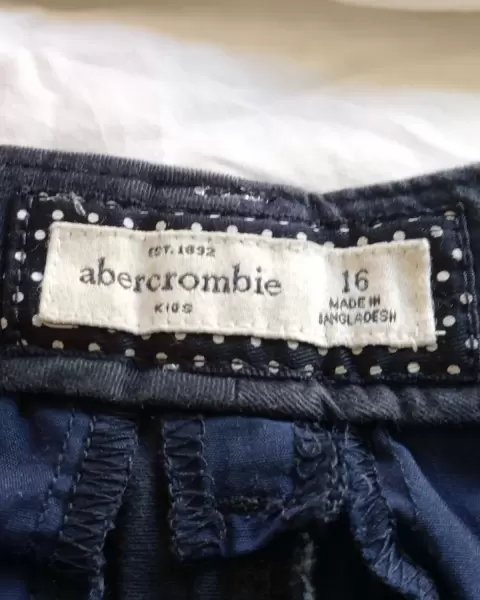 EST. 1892
abercrombie
KIDS
16
MADE IN
BANGLADESH